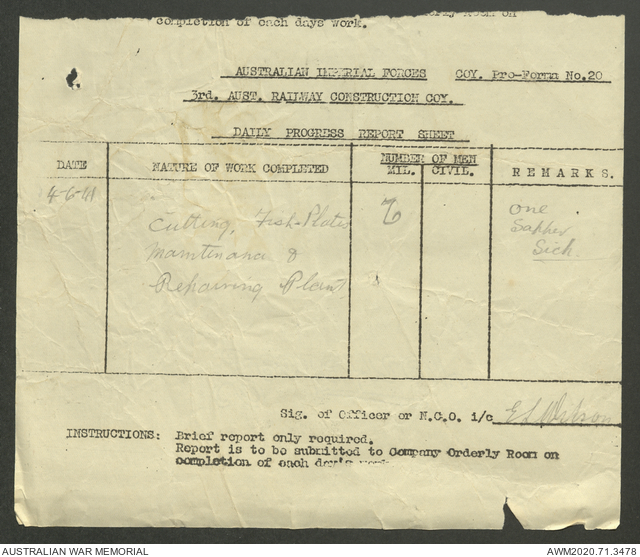 completion of each days work.
AUSTRALIAN IMPERIAL FORCES COY. Pro-Forma No.20
3rd. AUST. RAILWAY CONSTRUCTION COY.
DAILY PROGRESS REPORT SHEET
DATE NATURE OF WORK COMPLETED NUMBER OF MEN MIL. CIVIL. REMARKS.
4-6-41
Cutting, Fish-Plates
Maintenance &
Repairing Plant
One
Sapper
Sick.
Sig. of Officer or N.C.O. i/c
INSTRUCTIONS: Brief report only required.
Report is to be submitted to Company Orderly Room on
completion of each day's work
AUSTRALIAN WAR MEMORIAL AWM2020.71.3478